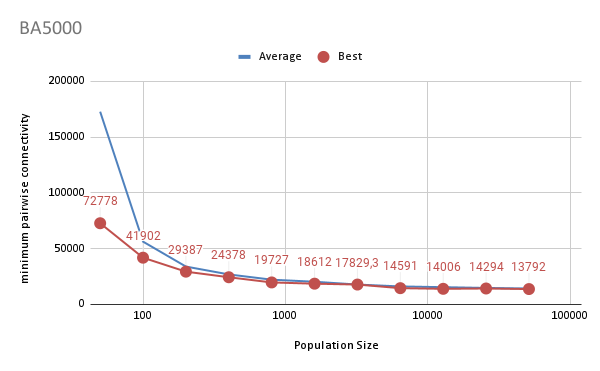 BA5000
Average Best
200000
150000
100000
50000
0
minimum pairwise connectivity
72778 41902 29387 24378 19727 18612 17829,3 14591 14006 14294 13792
100 1000 10000 100000
Population Size